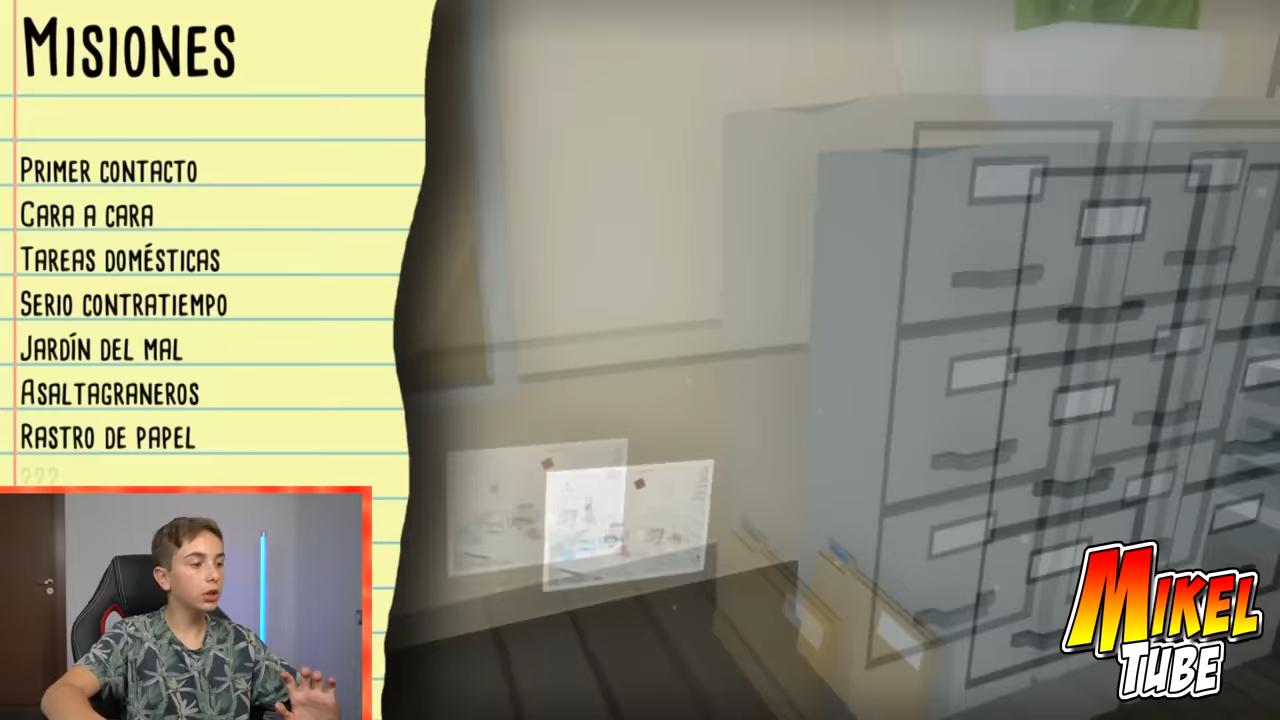 MISIONES
PRIMER CONTACTO
CARA A CARA
TAREAS DOMÉSTICAS
SERIO CONTRATIEMPO
JARDÍN DEL MAL
ASALTAGRANEROS
RASTRO DE PAPEL
???
MIKEL
TUBE